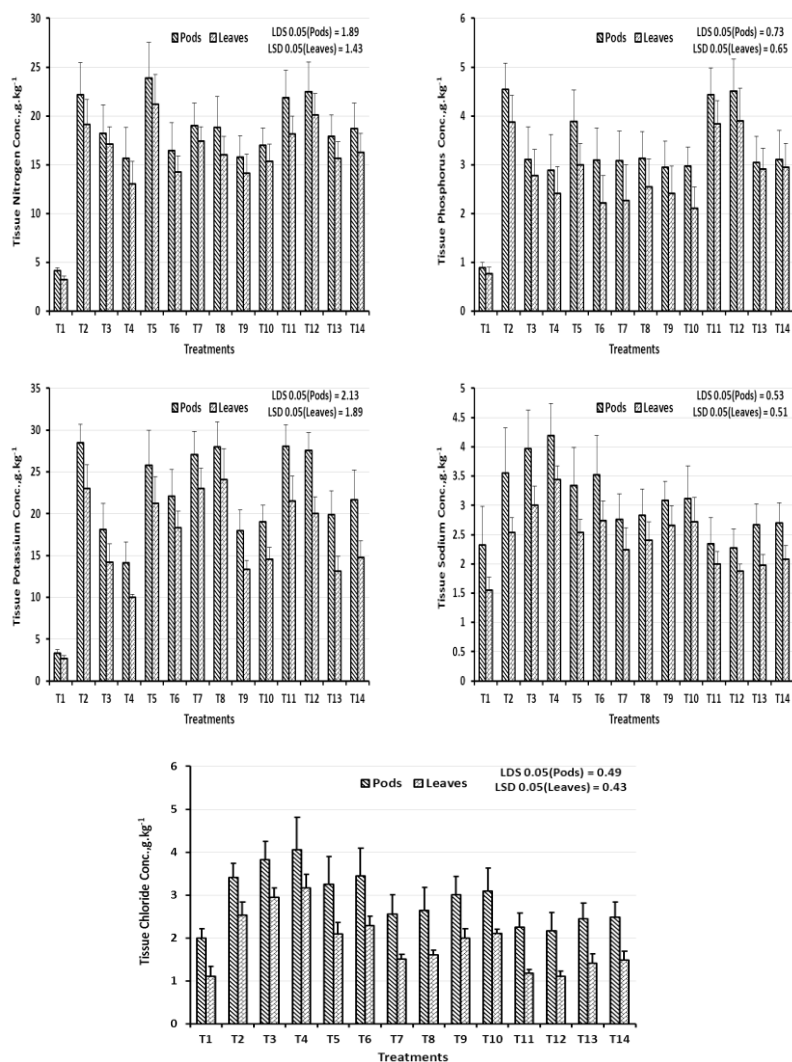 LDS 0.05(Pods) = 1.89
Pods Leaves LSD 0.05(Leaves) = 1.43
Tissue Nitrogen Conc.,g.kg-1
30
25
20
15
10
5
0
T1 T2 T3 T4 T5 T6 T7 T8 T9 T10 T11 T12 T13 T14
Treatments
LDS 0.05(Pods) = 0.73
Pods Leaves LSD 0.05(Leaves) = 0.65
Tissue Phosphorus Conc.,g.kg-1
6
5
4
3
2
1
0
T1 T2 T3 T4 T5 T6 T7 T8 T9 T10 T11 T12 T13 T14
Treatments
LDS 0.05(Pods) = 2.13
Pods Leaves LSD 0.05(Leaves) = 1.89
Tissue Potassium Conc.,g.kg-1
35
30
25
20
15
10
5
0
T1 T2 T3 T4 T5 T6 T7 T8 T9 T10 T11 T12 T13 T14
Treatments
LDS 0.05(Pods) = 0.53
Pods Leaves LSD 0.05(Leaves) = 0.51
Tissue Sodium Conc.,g.kg-1
5
4.5
4
3.5
3
2.5
2
1.5
1
0.5
0
T1 T2 T3 T4 T5 T6 T7 T8 T9 T10 T11 T12 T13 T14
Treatments
LDS 0.05(Pods) = 0.49
Pods Leaves LSD 0.05(Leaves) = 0.43
Tissue Chloride Conc.,g.kg-1
6
5
4
3
2
1
0
T1 T2 T3 T4 T5 T6 T7 T8 T9 T10 T11 T12 T13 T14
Treatments